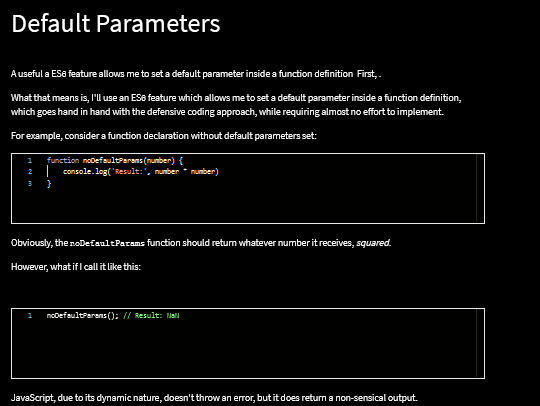 Default Parameters
A useful a ES6 feature allows me to set a default parameter inside a function definition First, .
What that means is, I'll use an ES6 feature which allows me to set a default parameter inside a function definition,
which goes hand in hand with the defensive coding approach, while requiring almost no effort to implement.
For example, consider a function declaration without default parameters set:
1 function noDefaultParams(number) {
2 console.log('Result:', number * number)
3 }
Obviously, the noDefaultParams function should return whatever number it receives, squared.
However, what if I call it like this:
1 noDefaultParams(); // Result: NaN
JavaScript, due to its dynamic nature, doesn't throw an error, but it does return a non-sensical output.